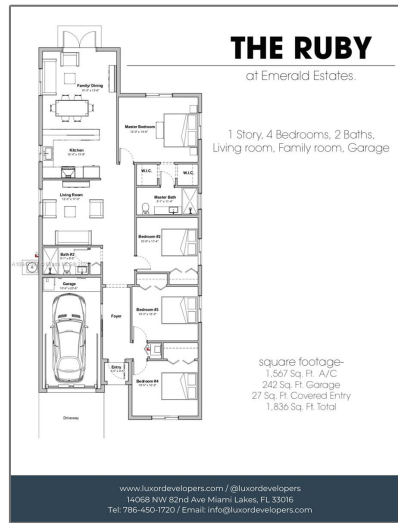 THE RUBY
at Emerald Estates.
1 Story, 4 Bedrooms, 2 Baths,
Living room, Family room, Garage
Family/ Dining
Master Bedroom
Kitchen
W.I.C.
W.I.C.
Living Room
Master Bath
Bedroom #2
Bath #2
Garage
Bedroom #3
Foyer
Entry
Bedroom #4
Driveway
square footage-
1,567 Sq. Ft. A/C
242 Sq. Ft. Garage
27 Sq. Ft. Covered Entry
1,836 Sq. Ft. Total
www.luxordevelopers.com / @luxordevelopers
14068 NW 82nd Ave Miami Lakes, FL 33016
Tel: 786-450-1720 / Email: info@luxordevelopers.com